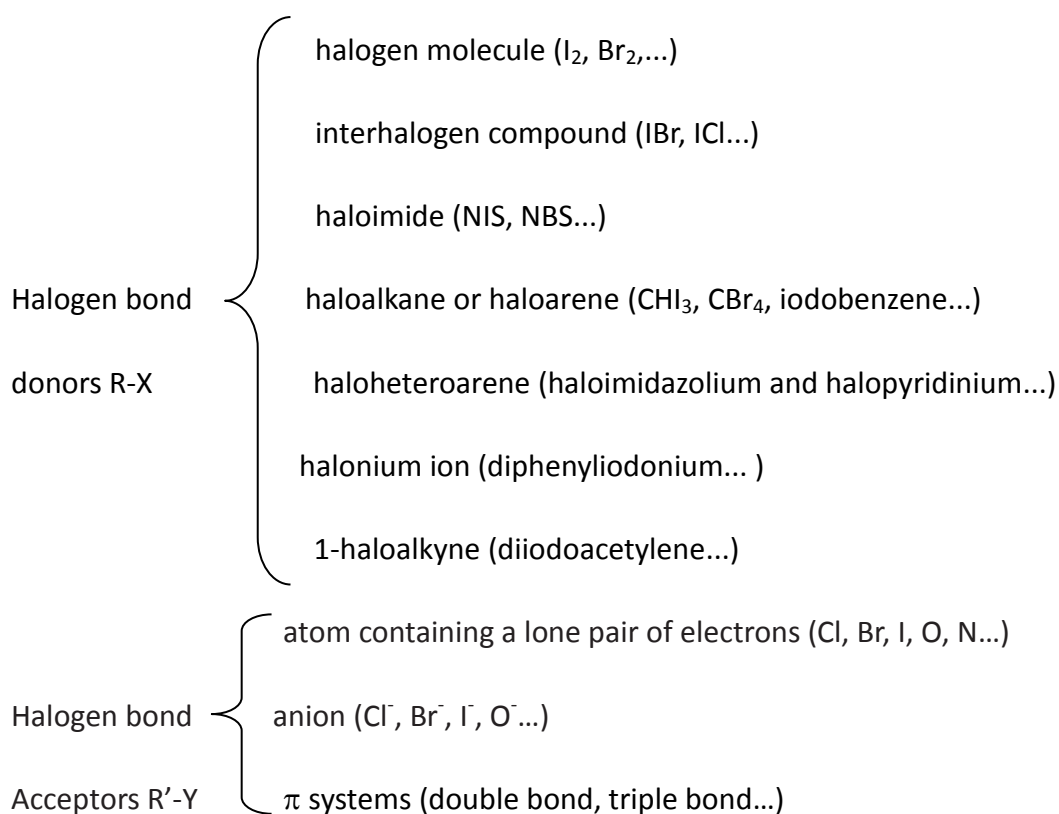 halogen molecule (I₂, Br₂,...)
interhalogen compound (IBr, ICl...)
haloimide (NIS, NBS...)
Halogen bond
haloalkane or haloarene (CHI₃, CBr₄, iodobenzene...)
donors R-X
haloheteroarene (haloimidazolium and halopyridinium...)
halonium ion (diphenyliodonium... )
1-haloalkyne (diiodoacetylene...)
atom containing a lone pair of electrons (Cl, Br, I, O, N…)
Halogen bond
anion (Cl⁻, Br⁻, I⁻, O⁻…)
Acceptors R’-Y
π systems (double bond, triple bond…)